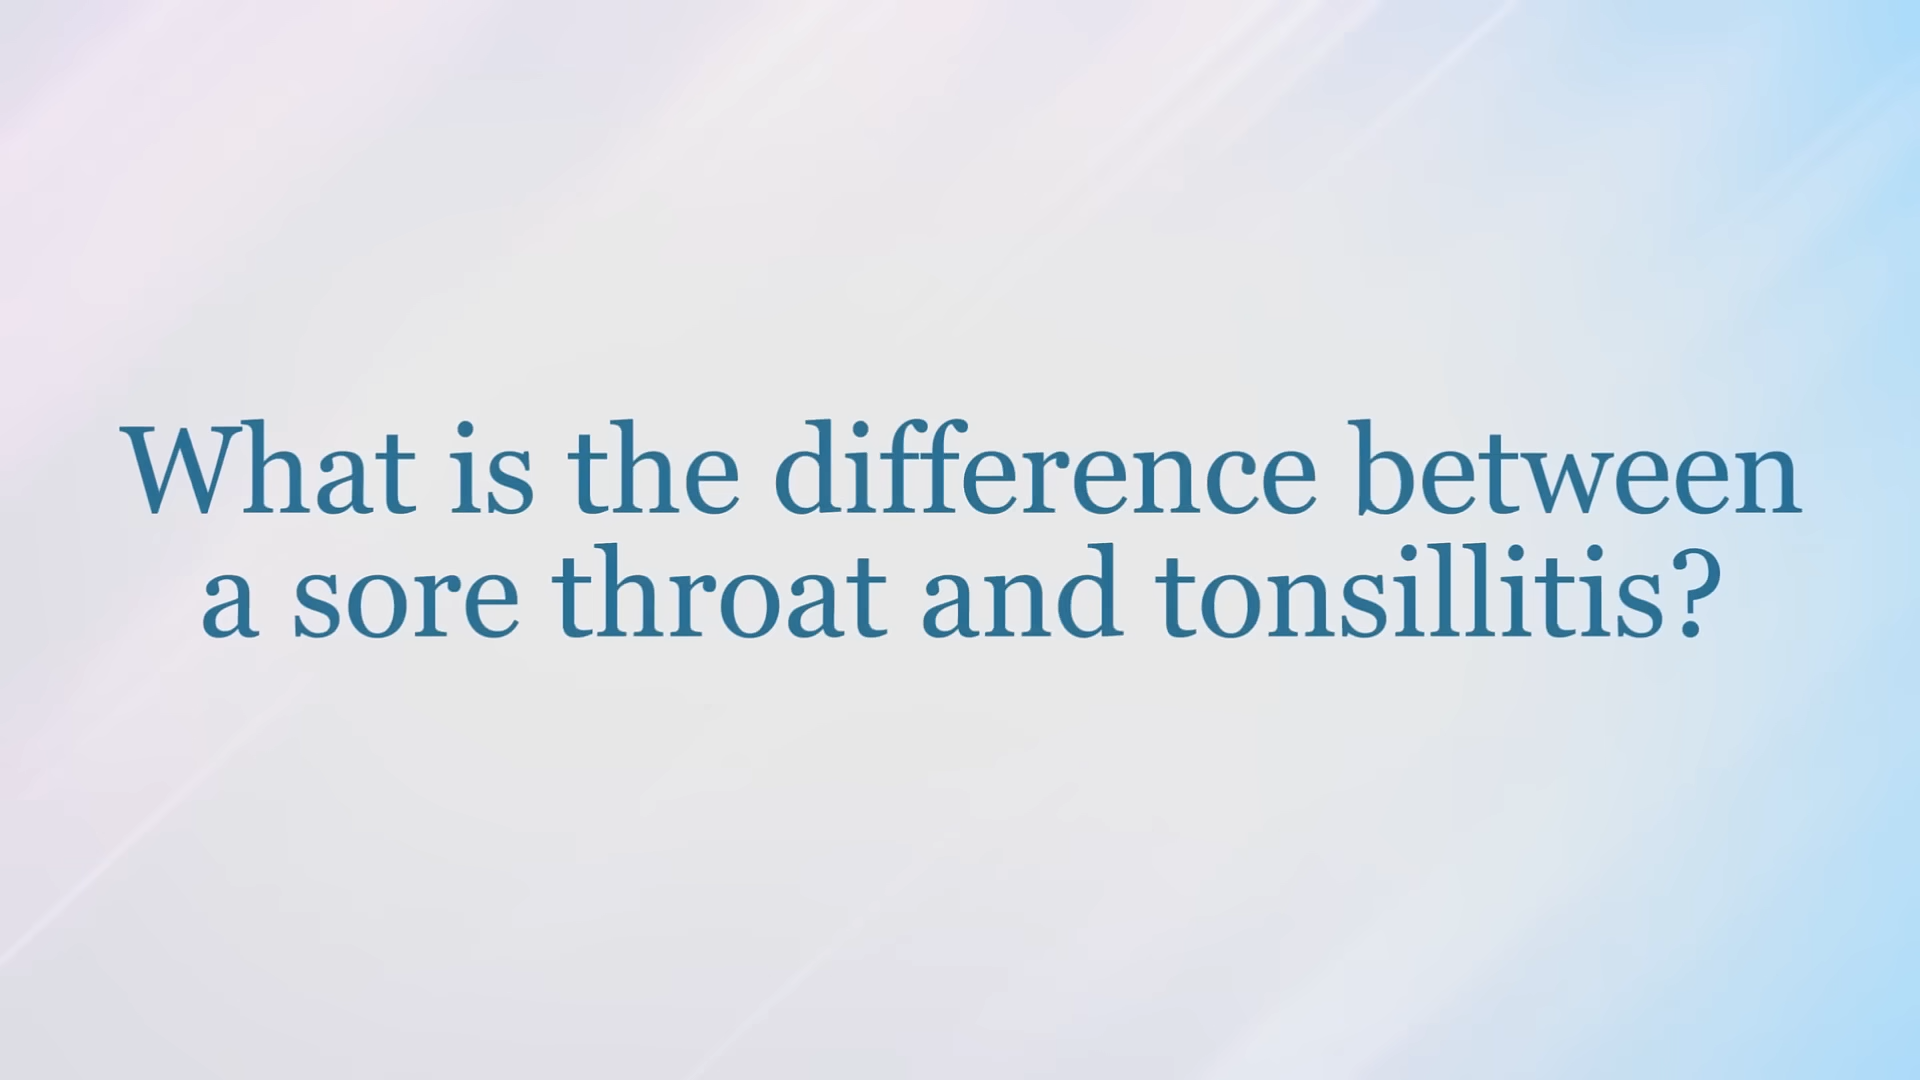 What is the difference between
a sore throat and tonsillitis?